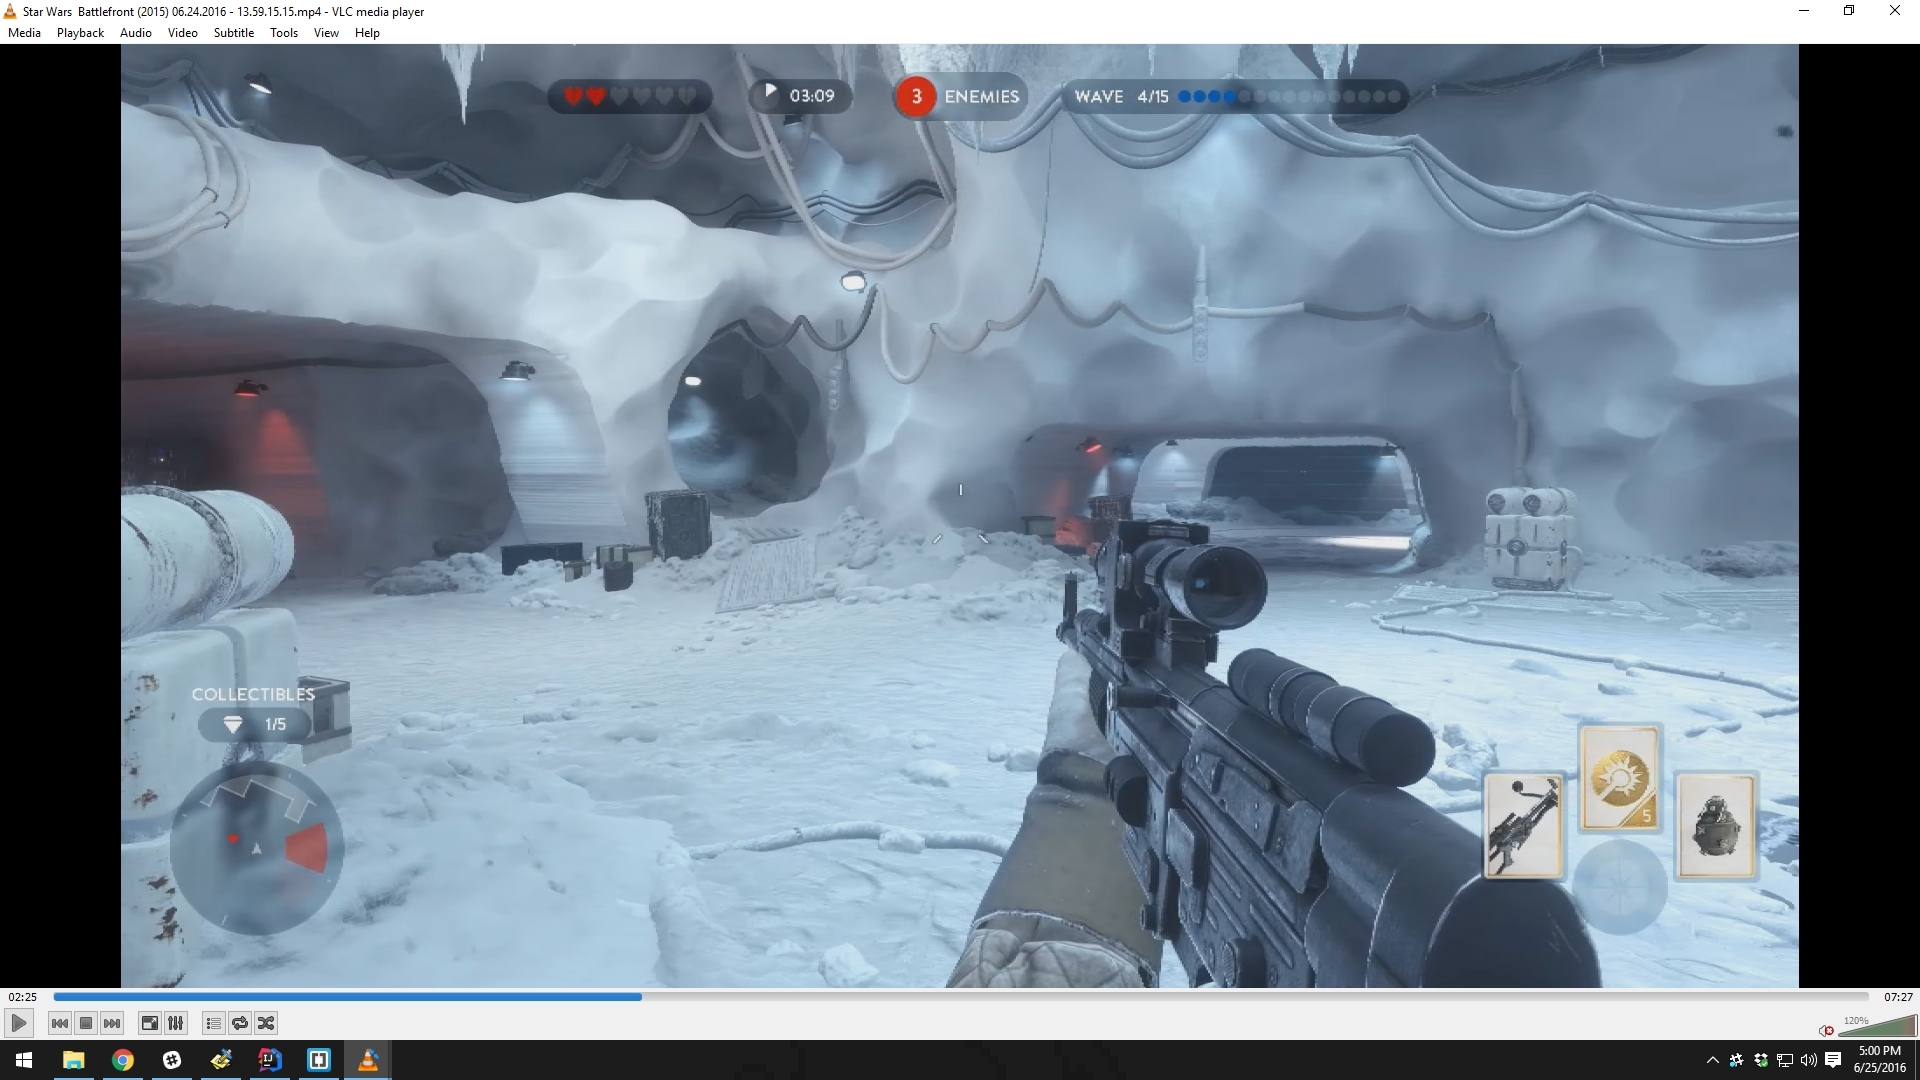 Star Wars Battlefront (2015) 06.24.2016 - 13.59.15.15.mp4 - VLC media player
Media Playback Audio Video Subtitle Tools View Help
03:09 3 ENEMIES WAVE 4/15
COLLECTIBLES
1/5
5
02:25 07:27
120%
5:00 PM
6/25/2016